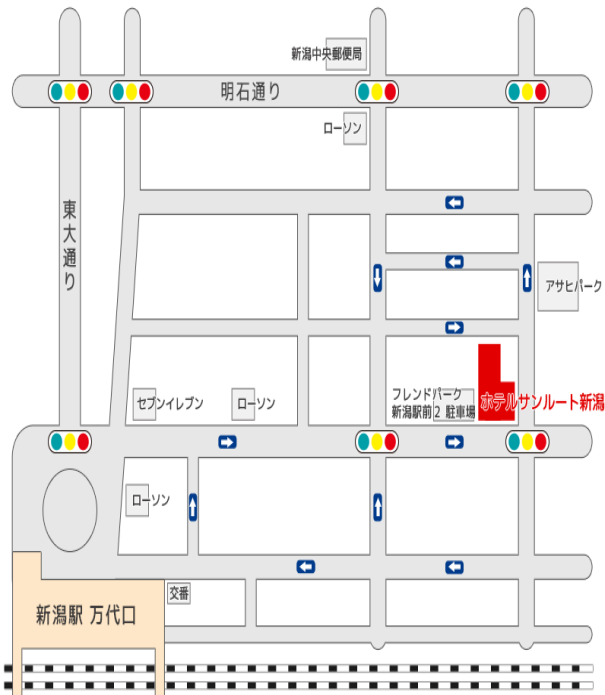 新潟中央郵便局
明石通り
ローソン
東大通り
アサヒパーク
フレンドパーク
新潟駅前2 駐車場
ホテルサンルート新潟
セブンイレブン
ローソン
ローソン
交番
新潟駅 万代口